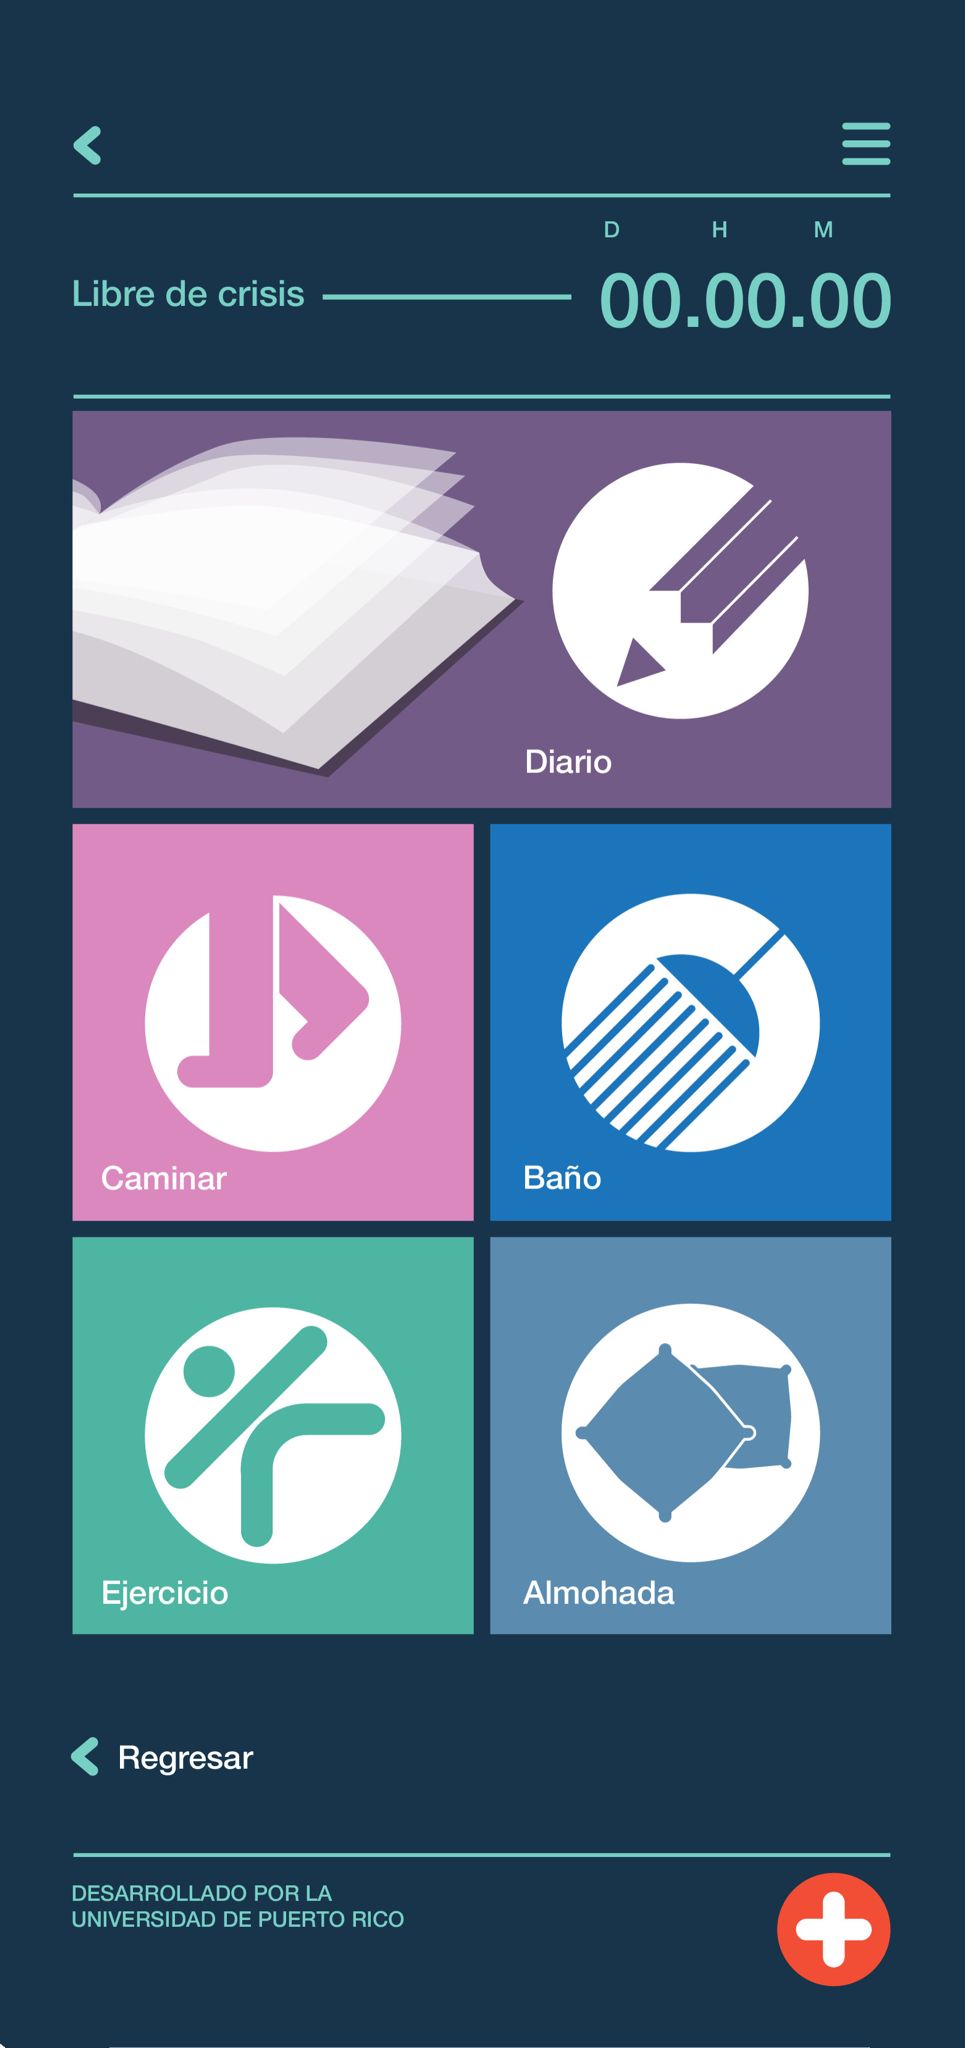 D H M
Libre de crisis 00.00.00
Diario
Caminar
Baño
Ejercicio
Almohada
Regresar
DESARROLLADO POR LA
UNIVERSIDAD DE PUERTO RICO